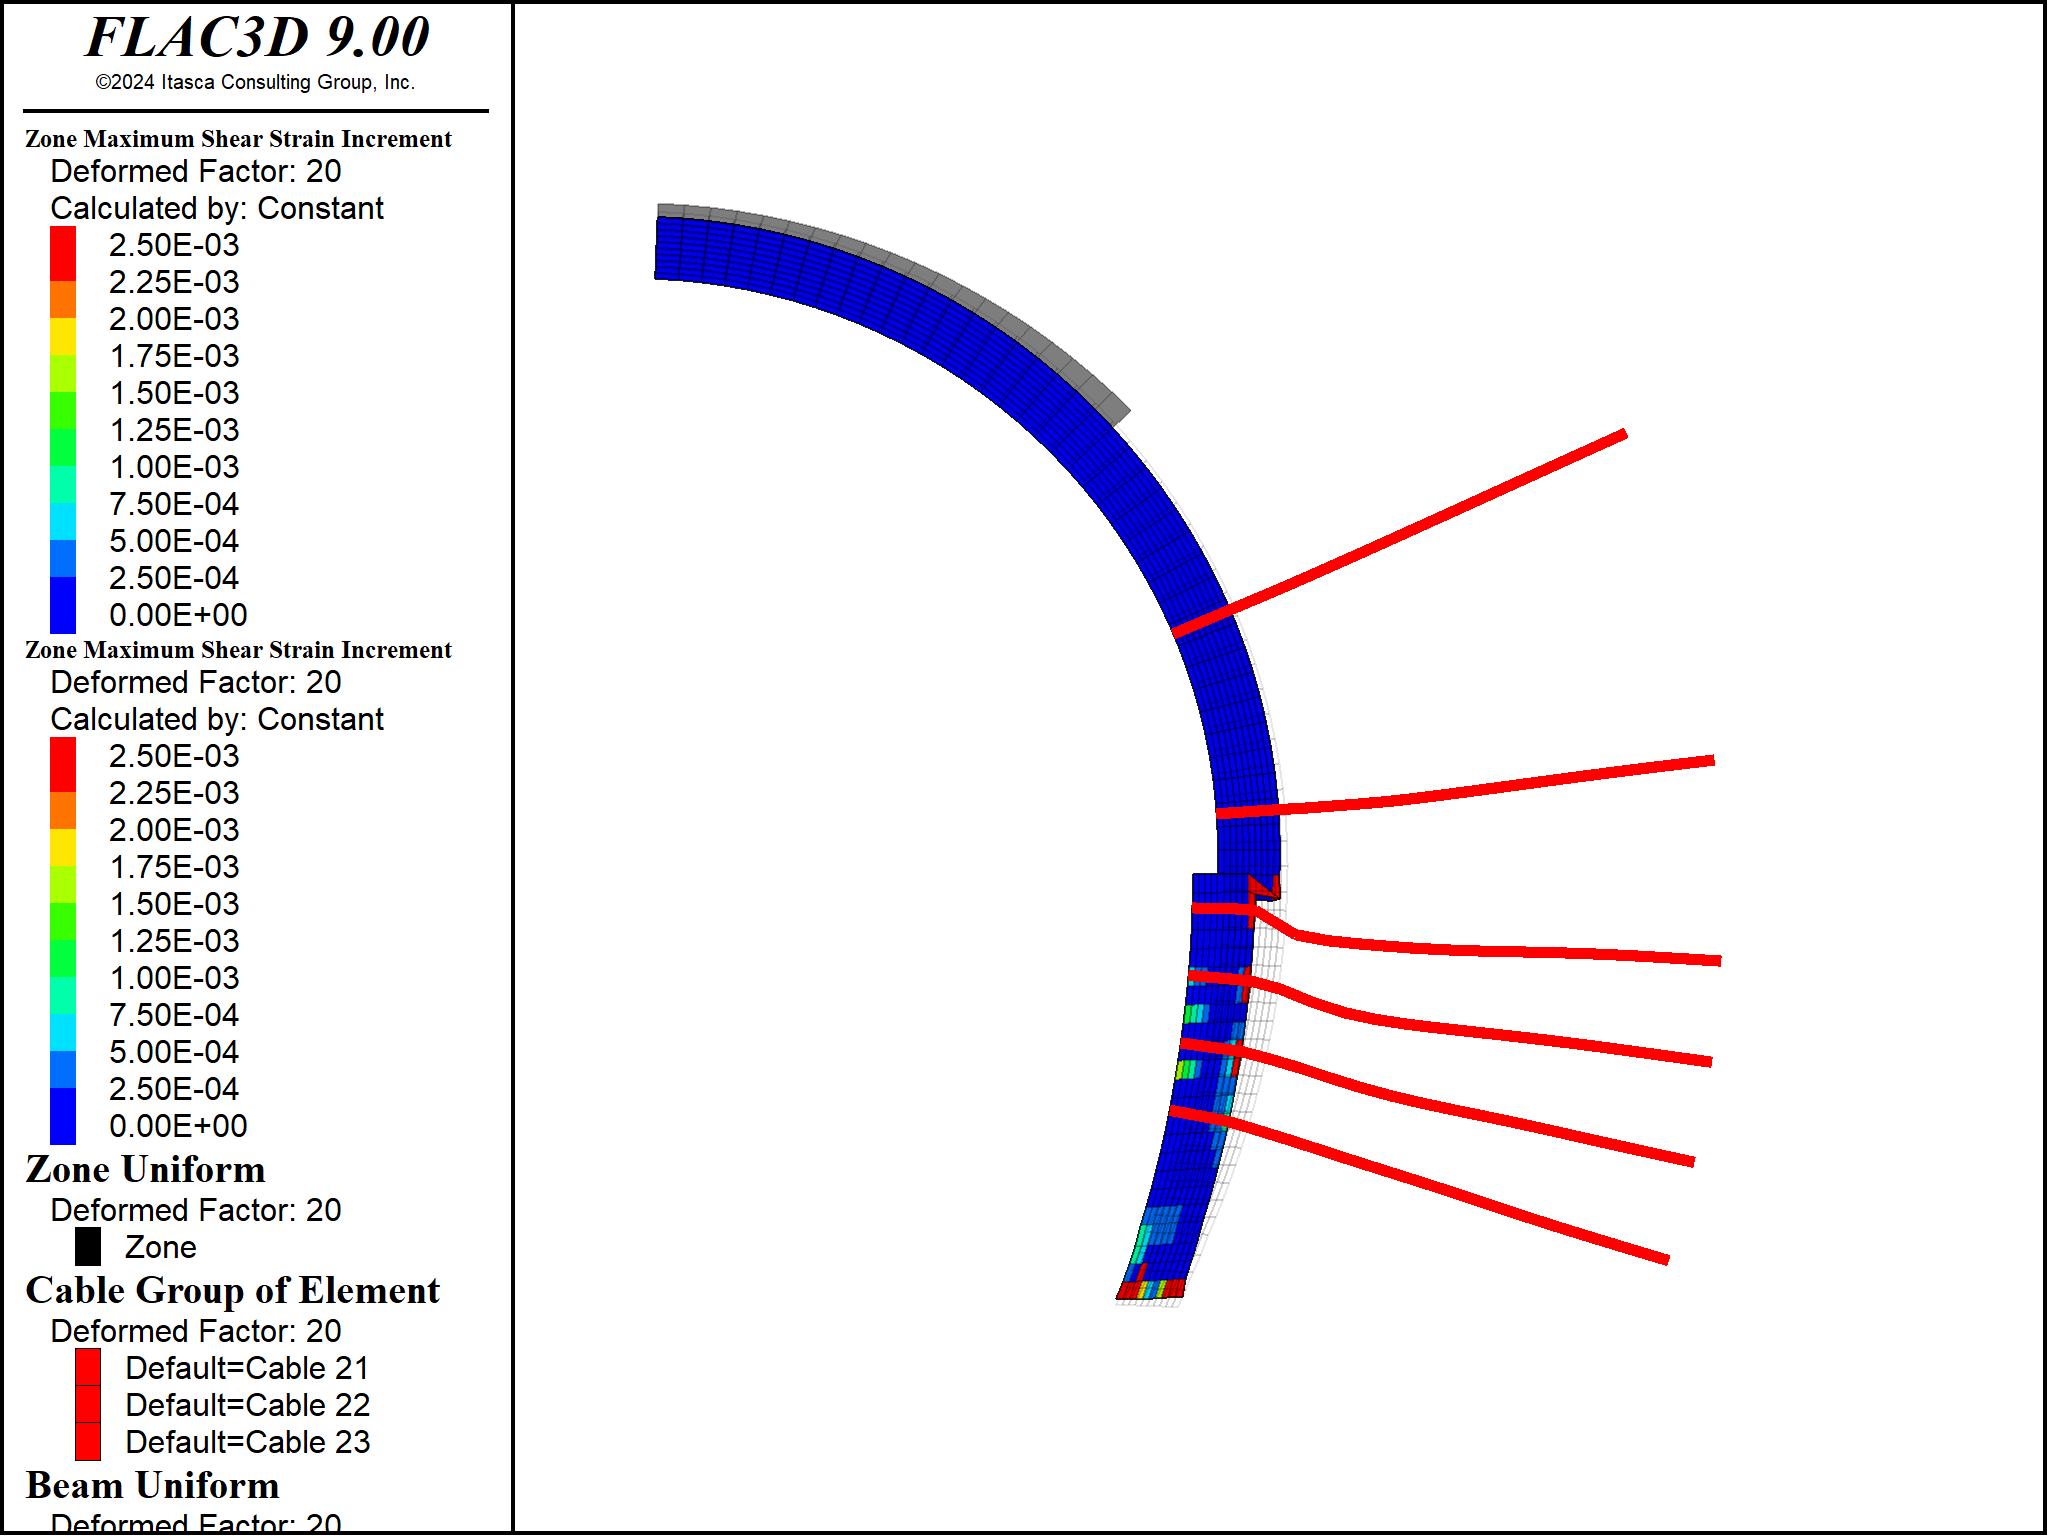 FLAC3D 9.00
©2024 Itasca Consulting Group, Inc.
Zone Maximum Shear Strain Increment
Deformed Factor: 20
Calculated by: Constant
2.50E-03
2.25E-03
2.00E-03
1.75E-03
1.50E-03
1.25E-03
1.00E-03
7.50E-04
5.00E-04
2.50E-04
0.00E+00
Zone Maximum Shear Strain Increment
Deformed Factor: 20
Calculated by: Constant
2.50E-03
2.25E-03
2.00E-03
1.75E-03
1.50E-03
1.25E-03
1.00E-03
7.50E-04
5.00E-04
2.50E-04
0.00E+00
Zone Uniform
Deformed Factor: 20
Zone
Cable Group of Element
Deformed Factor: 20
Default=Cable 21
Default=Cable 22
Default=Cable 23
Beam Uniform
Deformed Factor: 20